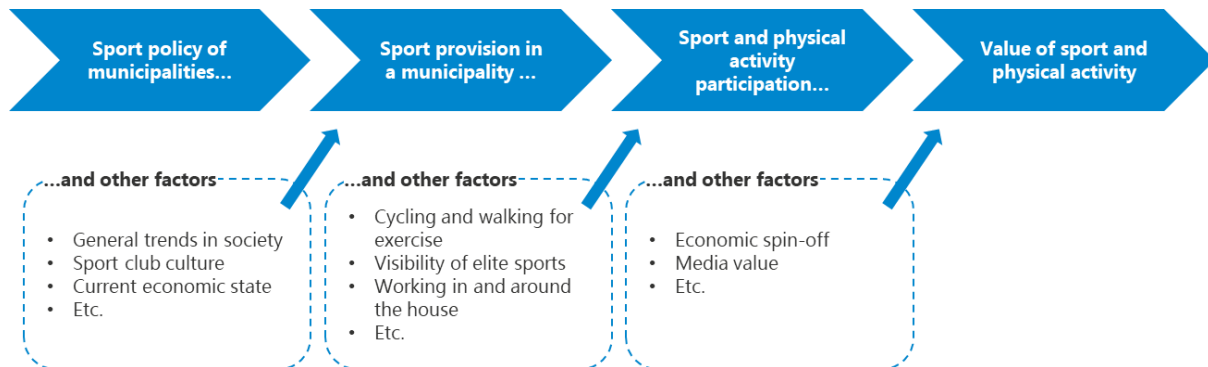 Sport policy of
municipalities...
Sport provision in
a municipality ...
Sport and physical
activity
participation...
Value of sport and
physical activity
...and other factors
• General trends in society
• Sport club culture
• Current economic state
• Etc.
...and other factors
• Cycling and walking for
exercise
• Visibility of elite sports
• Working in and around
the house
• Etc.
...and other factors
• Economic spin-off
• Media value
• Etc.